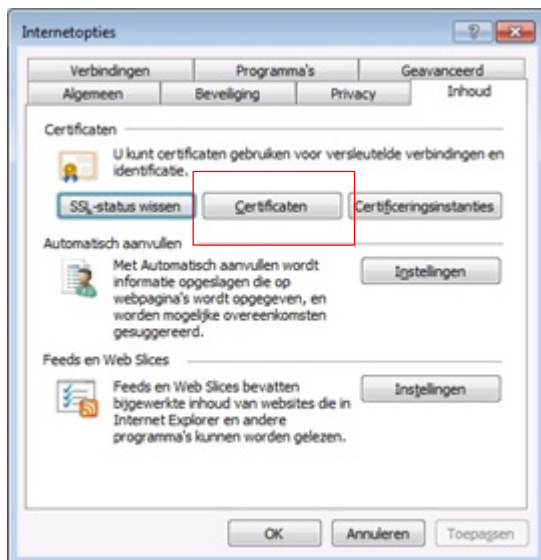 Internetopties
Verbindingen Programma's Geavanceerd
Algemeen Beveiliging Privacy Inhoud
Certificaten
U kunt certificaten gebruiken voor versleutelde verbindingen en
identificatie.
SSL-status wissen Certificaten Certificeringsinstanties
Automatisch aanvullen
Met Automatisch aanvullen wordt
informatie opgeslagen die op
webpagina's wordt opgegeven, en
worden mogelijke overeenkomsten
gesuggereerd.
Instellingen
Feeds en Web Slices
Feeds en Web Slices bevatten
bijgewerkte inhoud van websites die in
Internet Explorer en andere
programma's kunnen worden gelezen.
Instellingen
OK Annuleren Toepassen